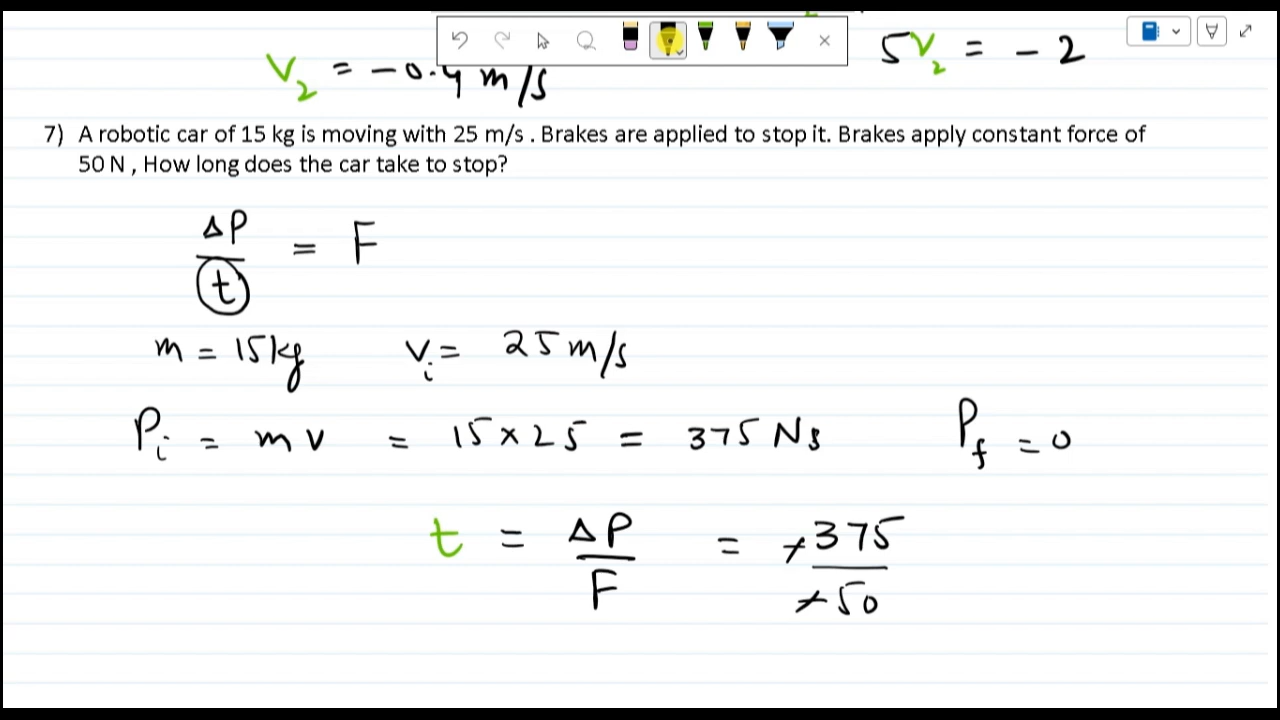 5V₂ = - 2
V₂ = -0.4 m/s
7) A robotic car of 15 kg is moving with 25 m/s . Brakes are applied to stop it. Brakes apply constant force of
50 N , How long does the car take to stop?
ΔP
— = F
t
m = 15kg Vᵢ = 25 m/s
Pᵢ = mv = 15 × 25 = 375 Ns P_f = 0
t = ΔP/F = -375/-50